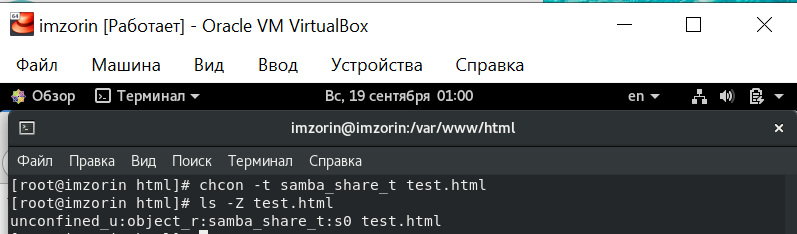 imzorin [Работает] - Oracle VM VirtualBox
Файл Машина Вид Ввод Устройства Справка
Обзор Терминал Вс, 19 сентября 01:00 en
imzorin@imzorin:/var/www/html
Файл Правка Вид Поиск Терминал Справка
[root@imzorin html]# chcon -t samba_share_t test.html
[root@imzorin html]# ls -Z test.html
unconfined_u:object_r:samba_share_t:s0 test.html